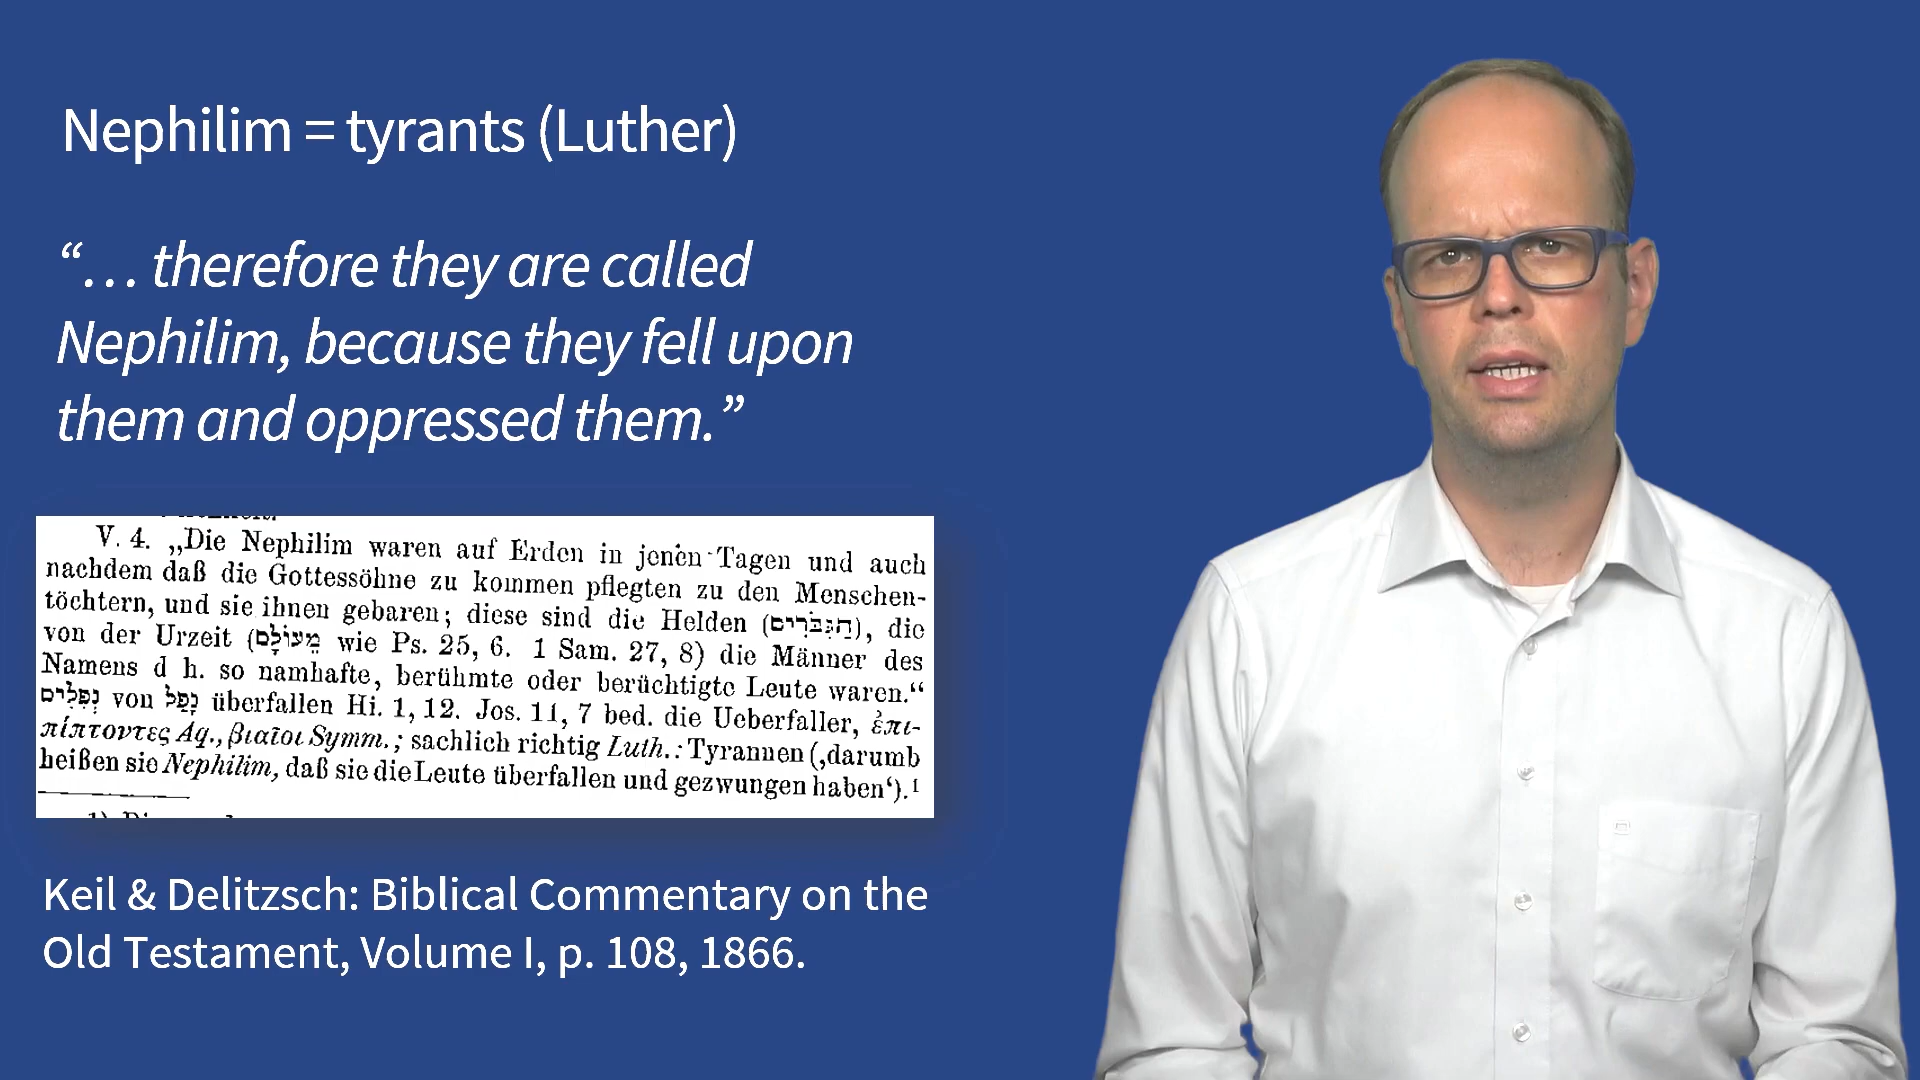 Nephilim = tyrants (Luther)
“… therefore they are called
Nephilim, because they fell upon
them and oppressed them.”
V. 4. „Die Nephilim waren auf Erden in jenen Tagen und auch
nachdem daß die Gottessöhne zu kommen pflegten zu den Menschen-
töchtern, und sie ihnen gebaren; diese sind die Helden (הַגִּבֹּרִים), die
von der Urzeit (מֵעוֹלָם wie Ps. 25, 6. 1 Sam. 27, 8) die Männer des
Namens d h. so namhafte, berühmte oder berüchtigte Leute waren.“
נְפִלִים von נָפַל überfallen Hi. 1, 12. Jos. 11, 7 bed. die Ueberfaller, ἐπι-
πίπτοντες Aq., βιαῖοι Symm.; sachlich richtig Luth.: Tyrannen (‚darumb
heißen sie Nephilim, daß sie die Leute überfallen und gezwungen haben‘).¹
Keil & Delitzsch: Biblical Commentary on the
Old Testament, Volume I, p. 108, 1866.